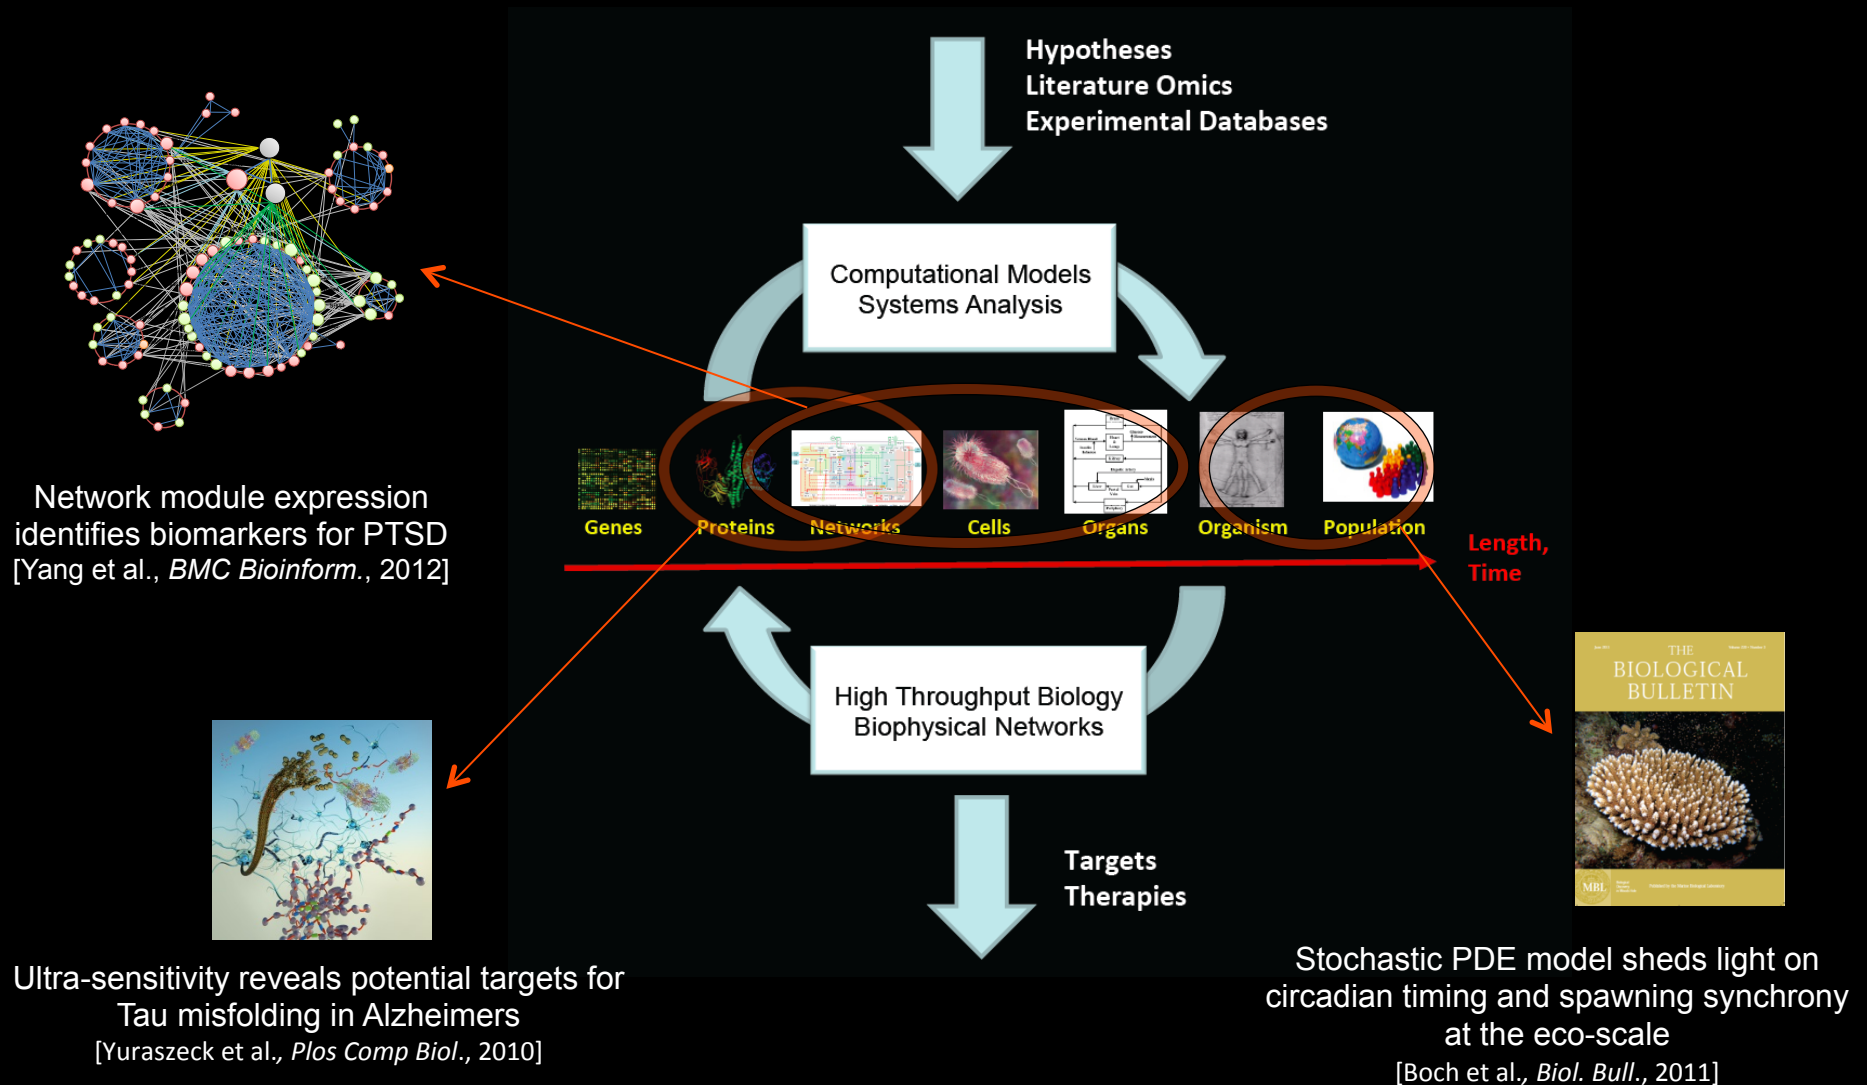 Hypotheses
Literature Omics
Experimental Databases
Computational Models
Systems Analysis
Network module expression
identifies biomarkers for PTSD
[Yang et al., BMC Bioinform., 2012]
Genes
Proteins
Networks
Cells
Organs
Organism
Population
Length,
Time
High Throughput Biology
Biophysical Networks
Targets
Therapies
THE
BIOLOGICAL
BULLETIN
MBL
Ultra-sensitivity reveals potential targets for
Tau misfolding in Alzheimers
[Yuraszeck et al., Plos Comp Biol., 2010]
Stochastic PDE model sheds light on
circadian timing and spawning synchrony
at the eco-scale
[Boch et al., Biol. Bull., 2011]